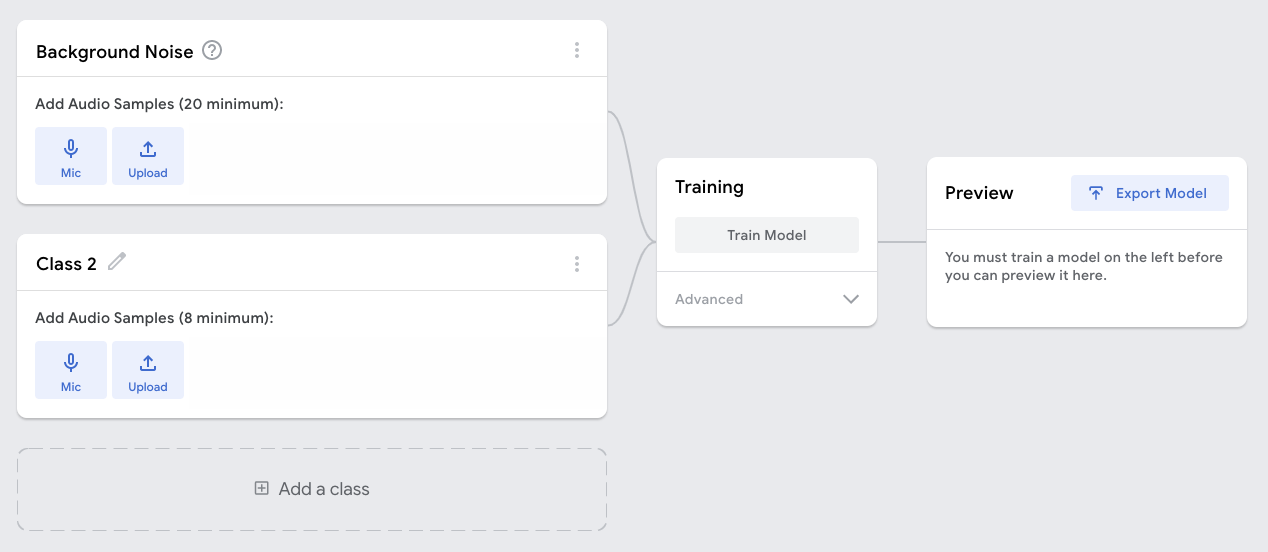 Background Noise
Add Audio Samples (20 minimum):
Mic
Upload
Class 2
Add Audio Samples (8 minimum):
Mic
Upload
Add a class
Training
Train Model
Advanced
Preview
Export Model
You must train a model on the left before
you can preview it here.